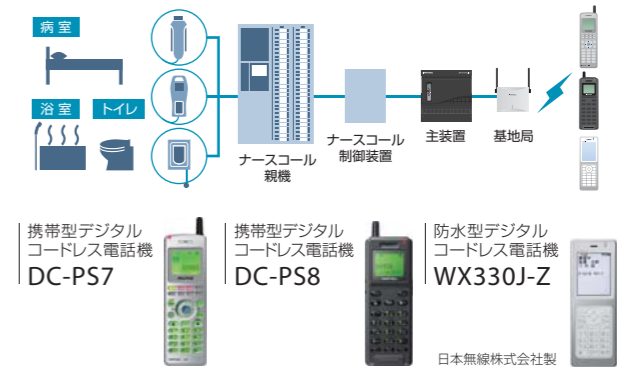 病室
浴室
トイレ
ナースコール
親機
ナースコール
制御装置
主装置
基地局
携帯型デジタル
コードレス電話機
DC-PS7
携帯型デジタル
コードレス電話機
DC-PS8
防水型デジタル
コードレス電話機
WX330J-Z
日本無線株式会社製